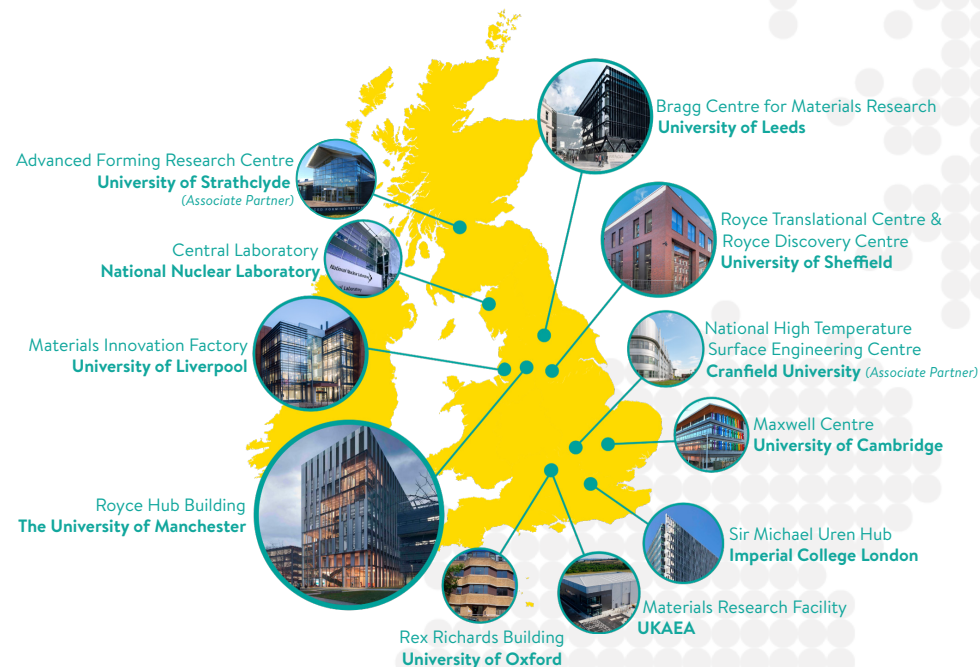 Bragg Centre for Materials Research
University of Leeds
Advanced Forming Research Centre
University of Strathclyde
(Associate Partner)
Royce Translational Centre &
Royce Discovery Centre
University of Sheffield
Central Laboratory
National Nuclear Laboratory
National High Temperature
Surface Engineering Centre
Cranfield University (Associate Partner)
Materials Innovation Factory
University of Liverpool
Maxwell Centre
University of Cambridge
Royce Hub Building
The University of Manchester
Sir Michael Uren Hub
Imperial College London
Materials Research Facility
UKAEA
Rex Richards Building
University of Oxford